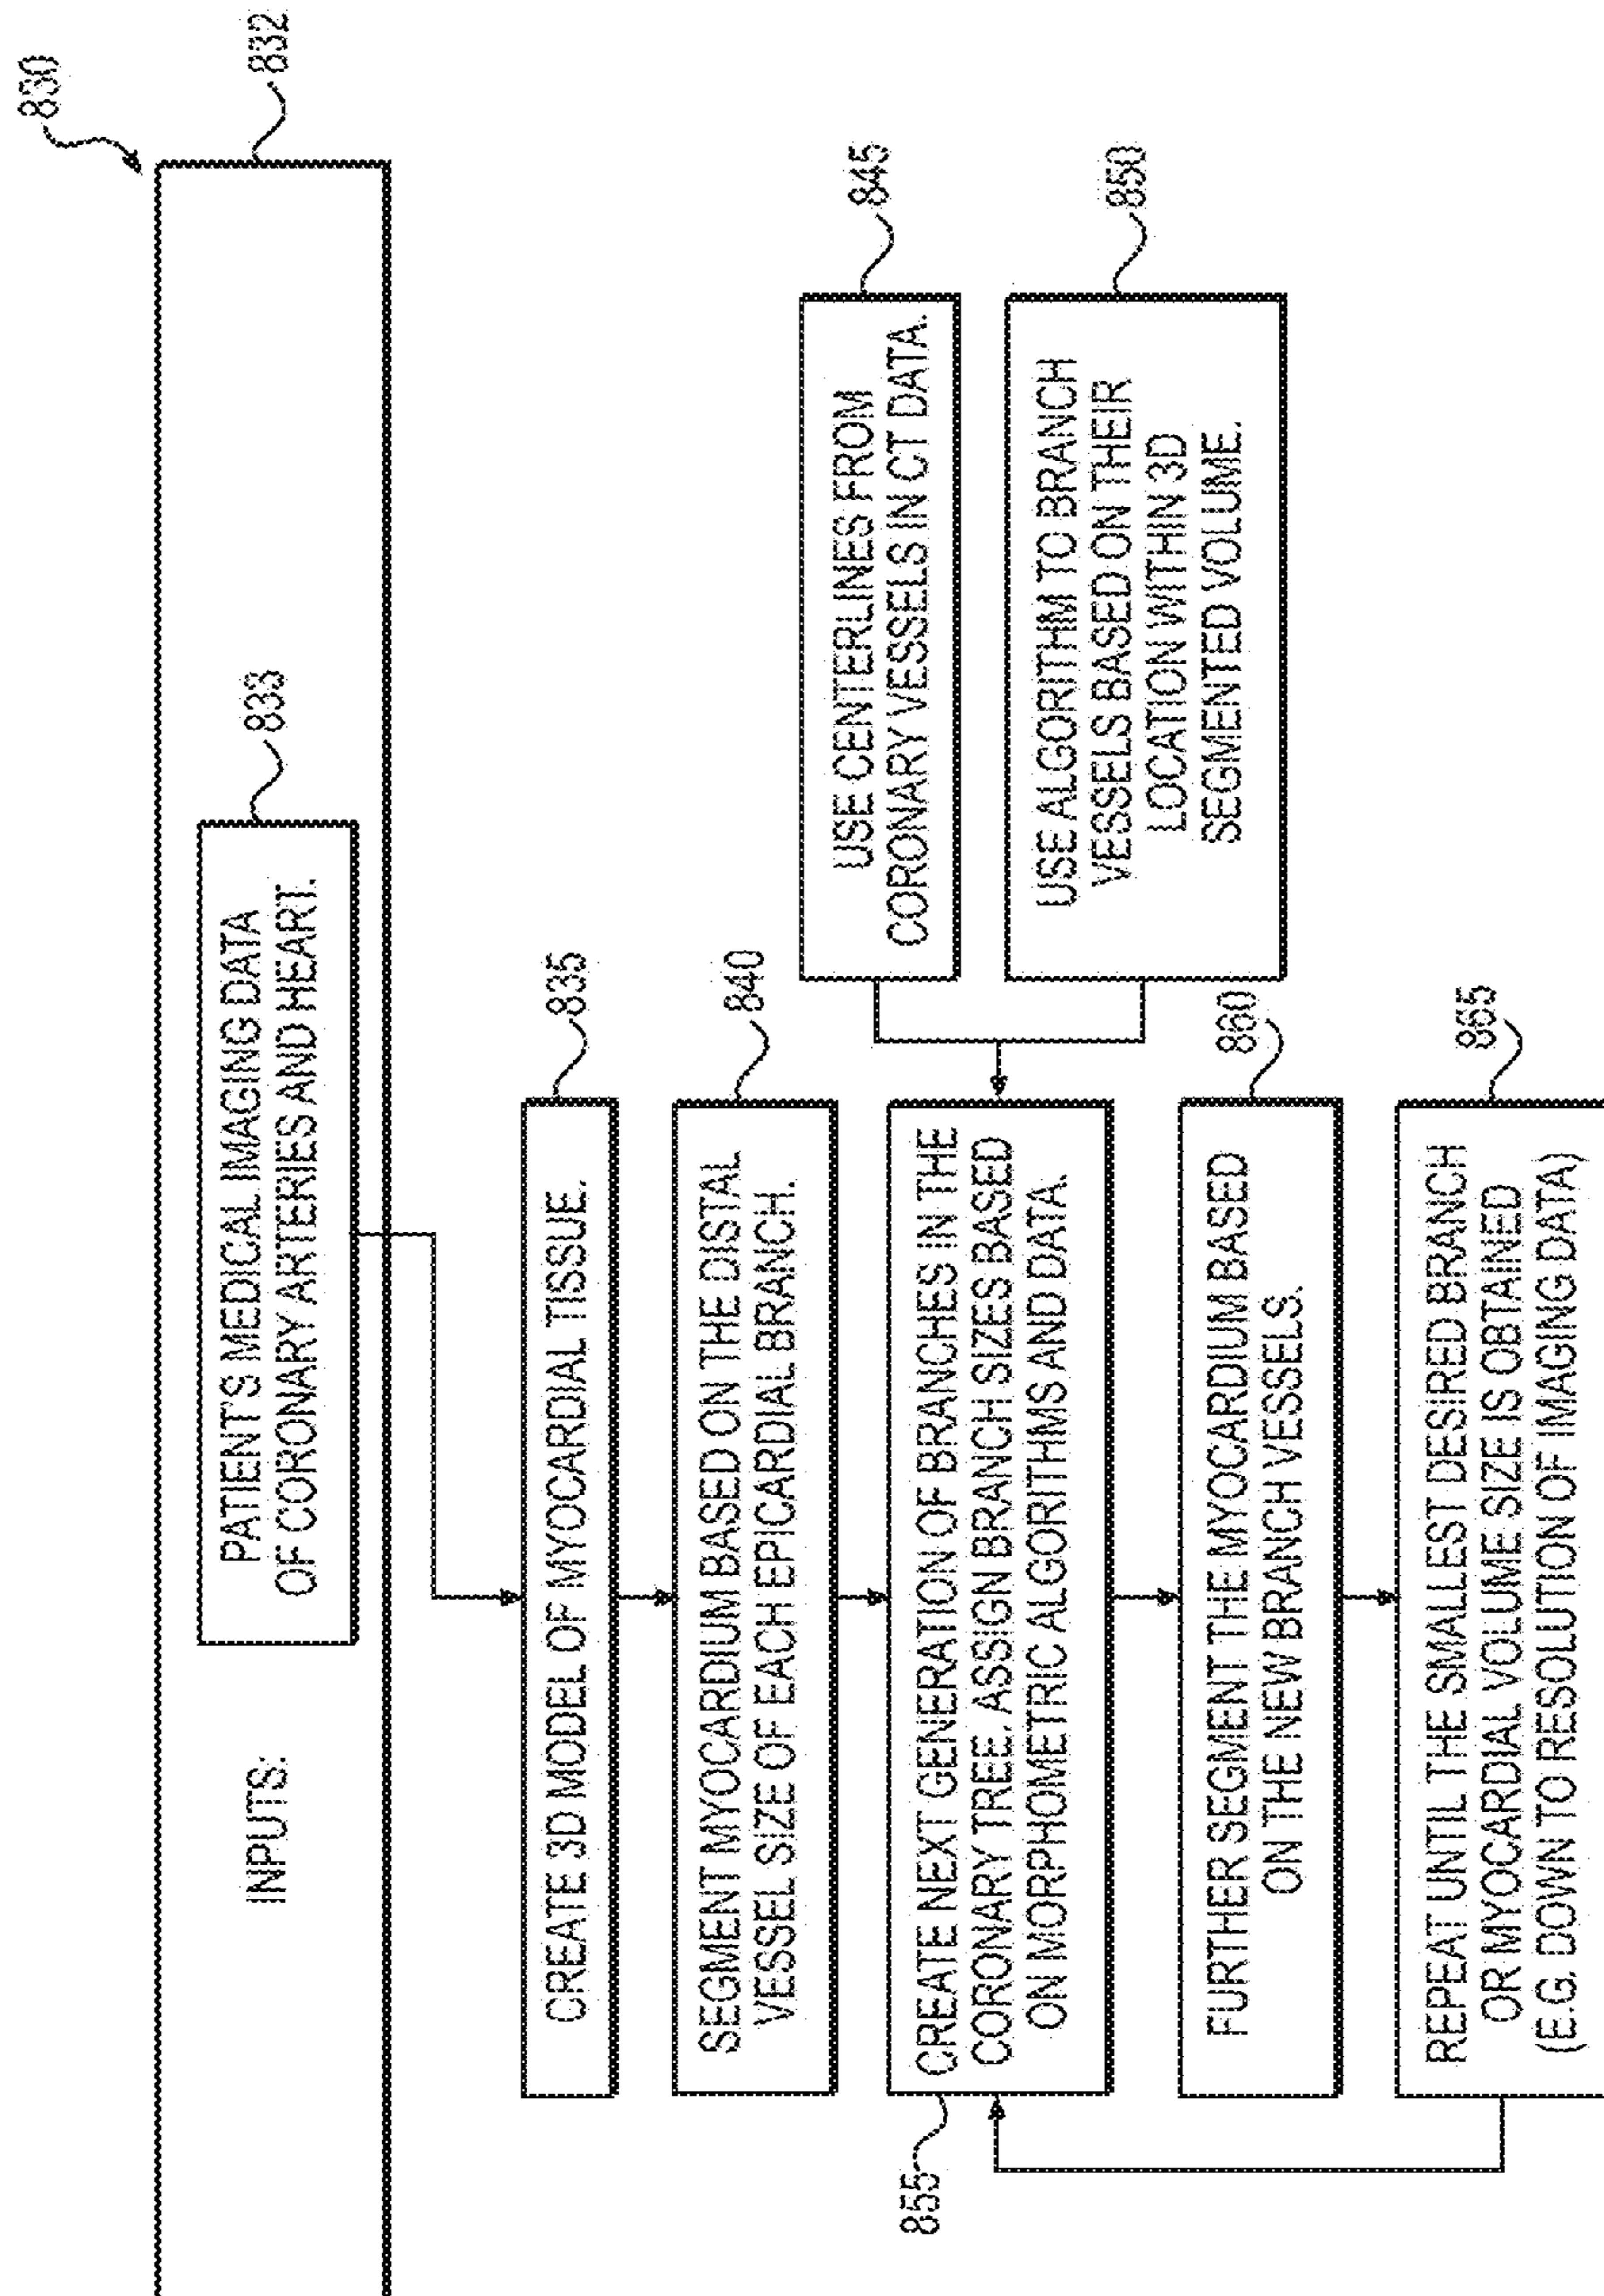 830
832
INPUTS:
833
PATIENT'S MEDICAL IMAGING DATA
OF CORONARY ARTERIES AND HEART.
835
CREATE 3D MODEL OF MYOCARDIAL TISSUE.
840
SEGMENT MYOCARDIUM BASED ON THE DISTAL
VESSEL SIZE OF EACH EPICARDIAL BRANCH.
845
USE CENTERLINES FROM
CORONARY VESSELS IN CT DATA.
850
USE ALGORITHM TO BRANCH
VESSELS BASED ON THEIR
LOCATION WITHIN 3D
SEGMENTED VOLUME.
855
CREATE NEXT GENERATION OF BRANCHES IN THE
CORONARY TREE. ASSIGN BRANCH SIZES BASED
ON MORPHOMETRIC ALGORITHMS AND DATA.
860
FURTHER SEGMENT THE MYOCARDIUM BASED
ON THE NEW BRANCH VESSELS.
865
REPEAT UNTIL THE SMALLEST DESIRED BRANCH
OR MYOCARDIAL VOLUME SIZE IS OBTAINED
(E.G. DOWN TO RESOLUTION OF IMAGING DATA)